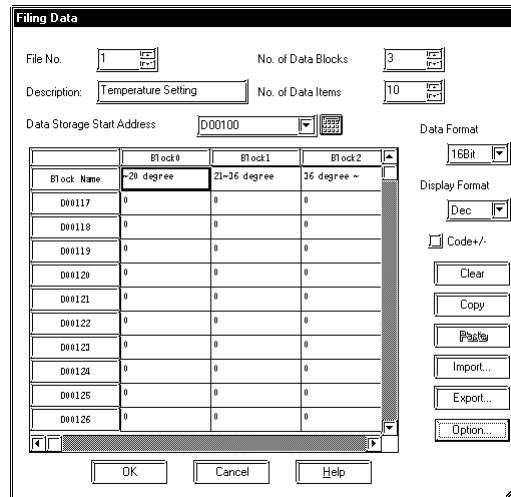 Filing Data
File No. 1 No. of Data Blocks 3
Description: Temperature Setting No. of Data Items 10
Data Storage Start Address D00100
Data Format
16Bit
Display Format
Dec
Code+/-
Block0 Block1 Block2
Block Name ~20 degree 21~36 degree 36 degree ~
D00117 0 0 0
D00118 0 0 0
D00119 0 0 0
D00120 0 0 0
D00121 0 0 0
D00122 0 0 0
D00123 0 0 0
D00124 0 0 0
D00125 0 0 0
D00126 0 0 0
Clear
Copy
Paste
Import...
Export...
Option...
OK Cancel Help